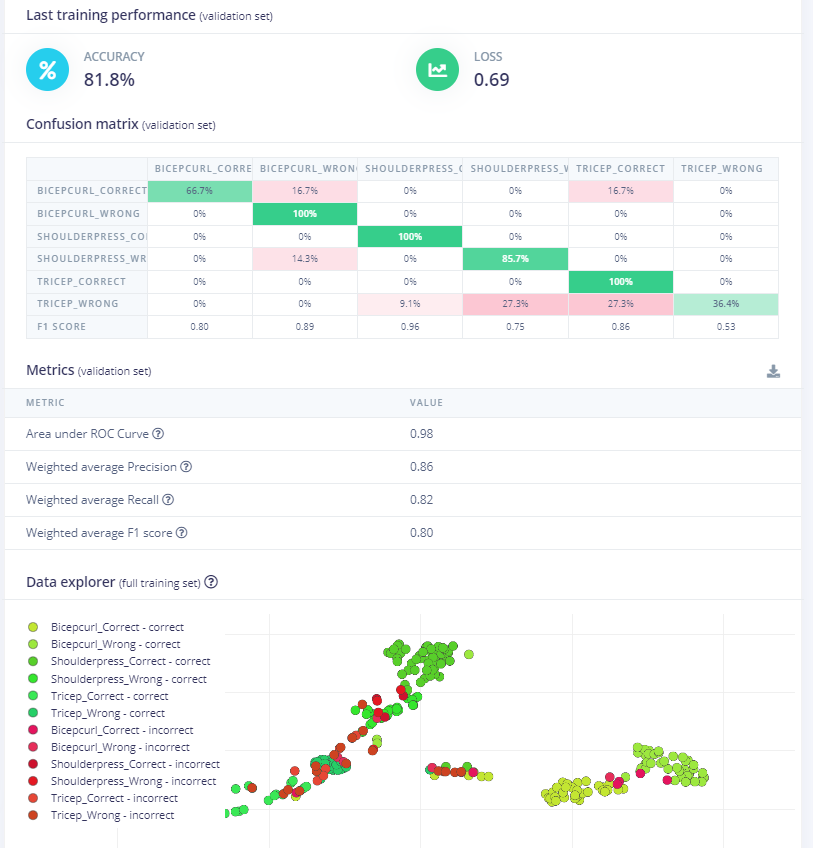 Last training performance (validation set)
ACCURACY
81.8%
LOSS
0.69
Confusion matrix (validation set)
BICEPCURL_CORRE BICEPCURL_WRON SHOULDERPRESS_C SHOULDERPRESS_W TRICEP_CORRECT TRICEP_WRONG
BICEPCURL_CORRECT 66.7% 16.7% 0% 0% 16.7% 0%
BICEPCURL_WRONG 0% 100% 0% 0% 0% 0%
SHOULDERPRESS_CO 0% 0% 100% 0% 0% 0%
SHOULDERPRESS_WR 0% 14.3% 0% 85.7% 0% 0%
TRICEP_CORRECT 0% 0% 0% 0% 100% 0%
TRICEP_WRONG 0% 0% 9.1% 27.3% 27.3% 36.4%
F1 SCORE 0.80 0.89 0.96 0.75 0.86 0.53
Metrics (validation set)
METRIC VALUE
Area under ROC Curve 0.98
Weighted average Precision 0.86
Weighted average Recall 0.82
Weighted average F1 score 0.80
Data explorer (full training set)
Bicepcurl_Correct - correct
Bicepcurl_Wrong - correct
Shoulderpress_Correct - correct
Shoulderpress_Wrong - correct
Tricep_Correct - correct
Tricep_Wrong - correct
Bicepcurl_Correct - incorrect
Bicepcurl_Wrong - incorrect
Shoulderpress_Correct - incorrect
Shoulderpress_Wrong - incorrect
Tricep_Correct - incorrect
Tricep_Wrong - incorrect